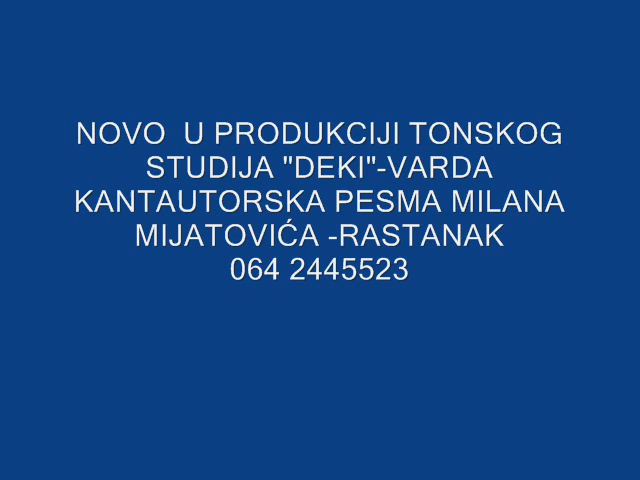 NOVO  U PRODUKCIJI TONSKOG
STUDIJA "DEKI"-VARDA
KANTAUTORSKA PESMA MILANA
MIJATOVIĆA -RASTANAK
064 2445523